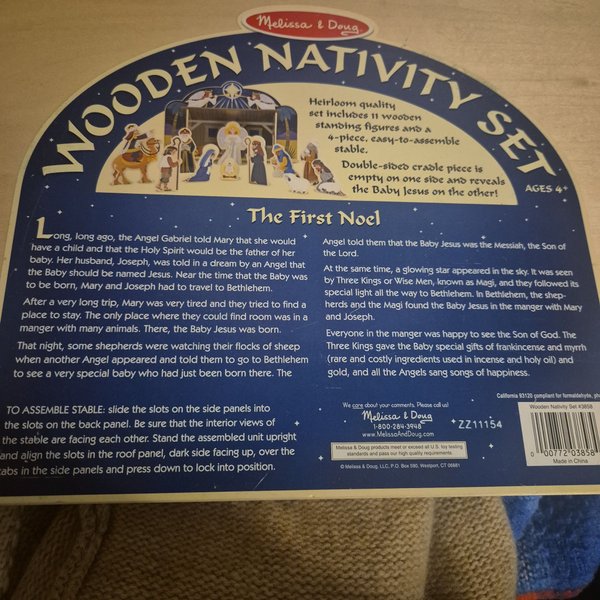 Melissa & Doug
WOODEN NATIVITY SET
Heirloom quality
set includes 11 wooden
standing figures and a
4-piece, easy-to-assemble
stable.
Double-sided cradle piece is
empty on one side and reveals
the Baby Jesus on the other!
AGES 4+
The First Noel
Long, long ago, the Angel Gabriel told Mary that she would
have a child and that the Holy Spirit would be the father of her
baby. Her husband, Joseph, was told in a dream by an Angel that
the Baby should be named Jesus. Near the time that the Baby was
to be born, Mary and Joseph had to travel to Bethlehem.
After a very long trip, Mary was very tired and they tried to find a
place to stay. The only place where they could find room was in a
manger with many animals. There, the Baby Jesus was born.
That night, some shepherds were watching their flocks of sheep
when another Angel appeared and told them to go to Bethlehem
to see a very special baby who had just been born there. The
Angel told them that the Baby Jesus was the Messiah, the Son of
the Lord.
At the same time, a glowing star appeared in the sky. It was seen
by Three Kings or Wise Men, known as Magi, and they followed its
special light all the way to Bethlehem. In Bethlehem, the shep-
herds and the Magi found the Baby Jesus in the manger with Mary
and Joseph.
Everyone in the manger was happy to see the Son of God. The
Three Kings gave the Baby special gifts of frankincense and myrrh
(rare and costly ingredients used in incense and holy oil) and
gold, and all the Angels sang songs of happiness.
TO ASSEMBLE STABLE: slide the slots on the side panels into
the slots on the back panel. Be sure that the interior views of
the stable are facing each other. Stand the assembled unit upright
and align the slots in the roof panel, dark side facing up, over the
tabs in the side panels and press down to lock into position.
We care about your comments. Please call us!
Melissa & Doug
1-800-284-3948
www.MelissaAndDoug.com
ZZ11154
Melissa & Doug products meet or exceed all U.S. toy testing
standards and pass our high quality requirements.
© Melissa & Doug, LLC, P.O. Box 590, Westport, CT 06881
California 93120 compliant for formaldehyde, ph
Wooden Nativity Set #3858
0 00772 03858
Made in China